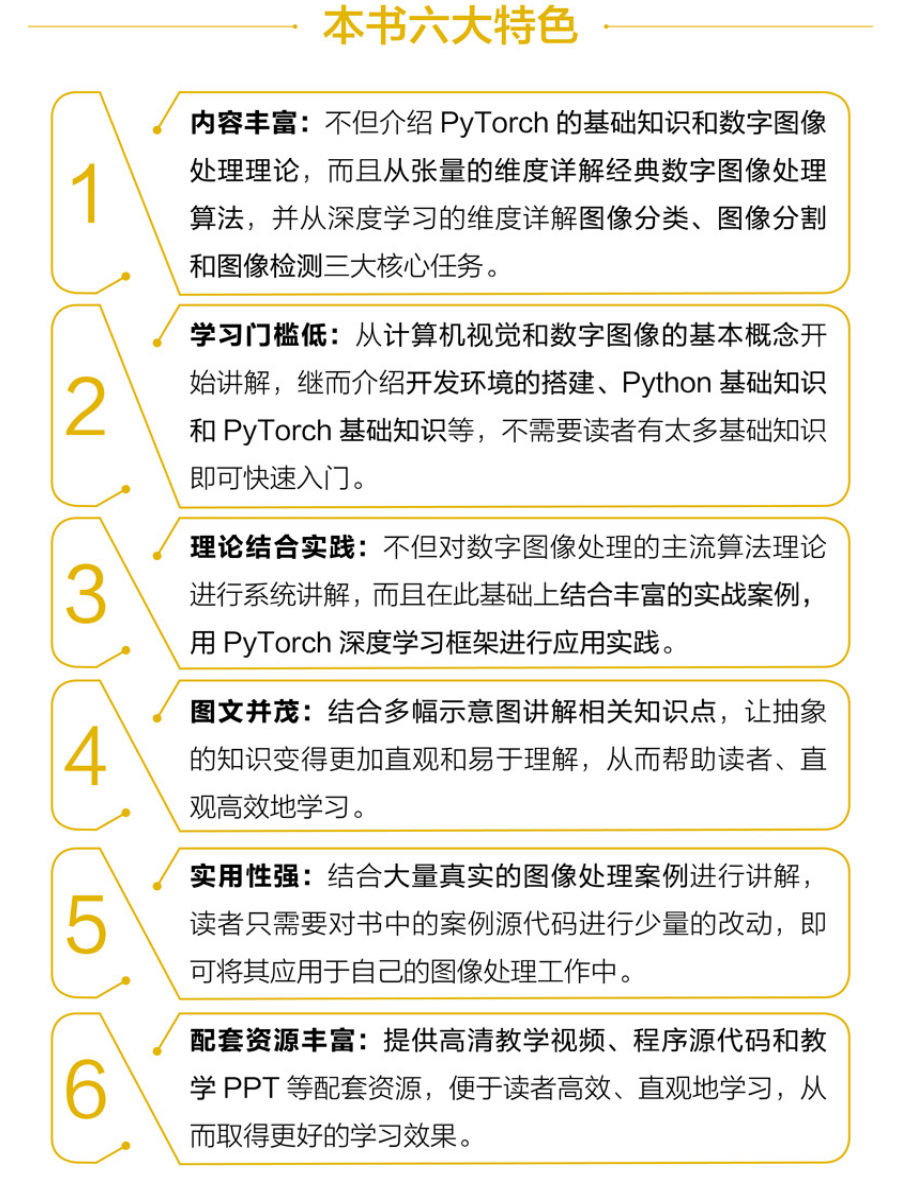 本书六大特色
1
内容丰富：不但介绍 PyTorch 的基础知识和数字图像
处理理论，而且从张量的维度详解经典数字图像处理
算法，并从深度学习的维度详解图像分类、图像分割
和图像检测三大核心任务。
2
学习门槛低：从计算机视觉和数字图像的基本概念开
始讲解，继而介绍开发环境的搭建、Python 基础知识
和 PyTorch 基础知识等，不需要读者有太多基础知识
即可快速入门。
3
理论结合实践：不但对数字图像处理的主流算法理论
进行系统讲解，而且在此基础上结合丰富的实战案例，
用 PyTorch 深度学习框架进行应用实践。
4
图文并茂：结合多幅示意图讲解相关知识点，让抽象
的知识变得更加直观和易于理解，从而帮助读者、直
观高效地学习。
5
实用性强：结合大量真实的图像处理案例进行讲解，
读者只需要对书中的案例源代码进行少量的改动，即
可将其应用于自己的图像处理工作中。
6
配套资源丰富：提供高清教学视频、程序源代码和教
学 PPT 等配套资源，便于读者高效、直观地学习，从
而取得更好的学习效果。